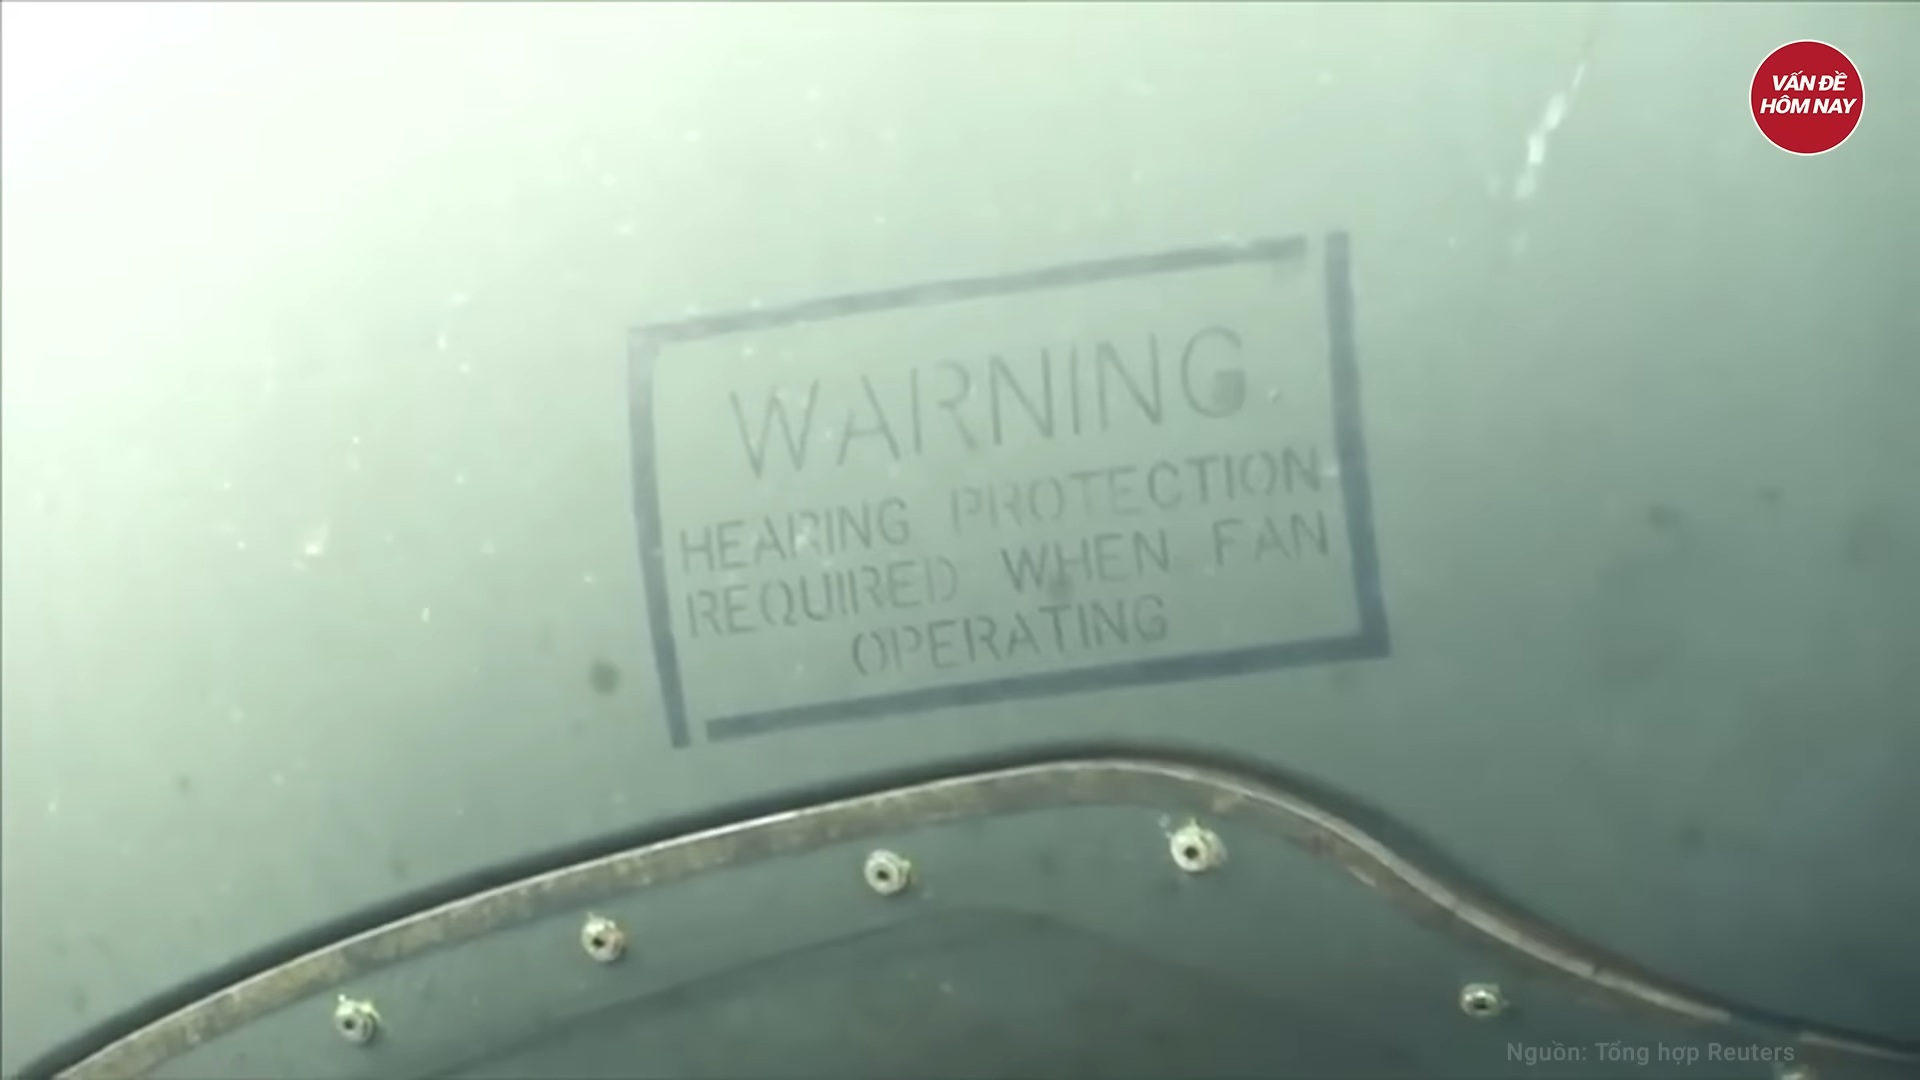 VẤN ĐỀ
HÔM NAY
WARNING
HEARING PROTECTION
REQUIRED WHEN FAN
OPERATING
Nguồn: Tổng hợp Reuters